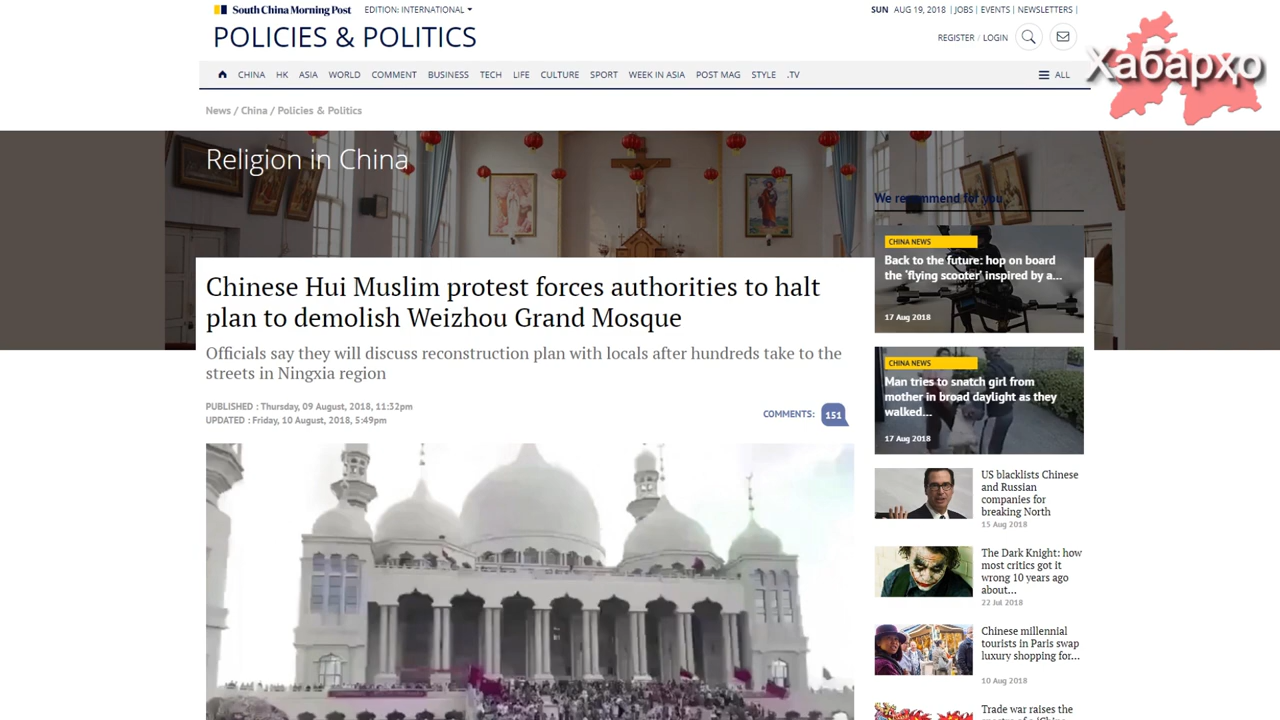 South China Morning Post
EDITION: INTERNATIONAL
SUN AUG 19, 2018 | JOBS | EVENTS | NEWSLETTERS |
POLICIES & POLITICS
REGISTER / LOGIN
CHINA HK ASIA WORLD COMMENT BUSINESS TECH LIFE CULTURE SPORT WEEK IN ASIA POST MAG STYLE .TV
ALL
Хабарҳо
News / China / Policies & Politics
Religion in China
Chinese Hui Muslim protest forces authorities to halt
plan to demolish Weizhou Grand Mosque
Officials say they will discuss reconstruction plan with locals after hundreds take to the
streets in Ningxia region
PUBLISHED : Thursday, 09 August, 2018, 11:32pm
UPDATED : Friday, 10 August, 2018, 5:49pm
COMMENTS: 151
We recommend for you
CHINA NEWS
Back to the future: hop on board
the 'flying scooter' inspired by a...
17 Aug 2018
CHINA NEWS
Man tries to snatch girl from
mother in broad daylight as they
walked...
17 Aug 2018
US blacklists Chinese
and Russian
companies for
breaking North
15 Aug 2018
The Dark Knight: how
most critics got it
wrong 10 years ago
about...
22 Jul 2018
Chinese millennial
tourists in Paris swap
luxury shopping for...
10 Aug 2018
Trade war raises the